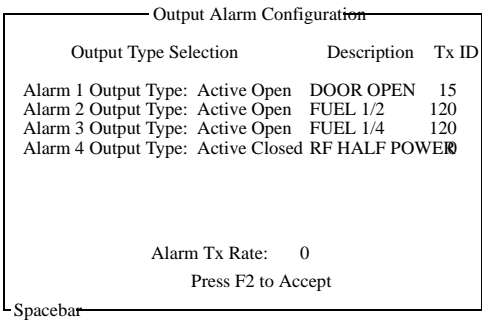 Output Alarm Configuration
Output Type Selection Description Tx ID
Alarm 1 Output Type: Active Open DOOR OPEN 15
Alarm 2 Output Type: Active Open FUEL 1/2 120
Alarm 3 Output Type: Active Open FUEL 1/4 120
Alarm 4 Output Type: Active Closed RF HALF POWER 0
Alarm Tx Rate: 0
Press F2 to Accept
Spacebar